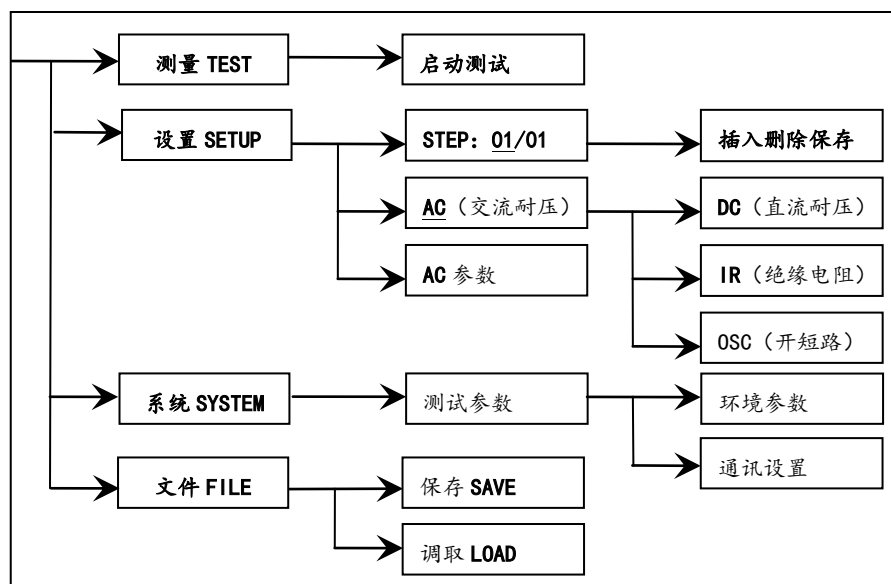 测量 TEST
启动测试
设置 SETUP
STEP: 01/01
插入删除保存
AC（交流耐压）
DC（直流耐压）
AC 参数
IR（绝缘电阻）
OSC（开短路）
系统 SYSTEM
测试参数
环境参数
通讯设置
文件 FILE
保存 SAVE
调取 LOAD